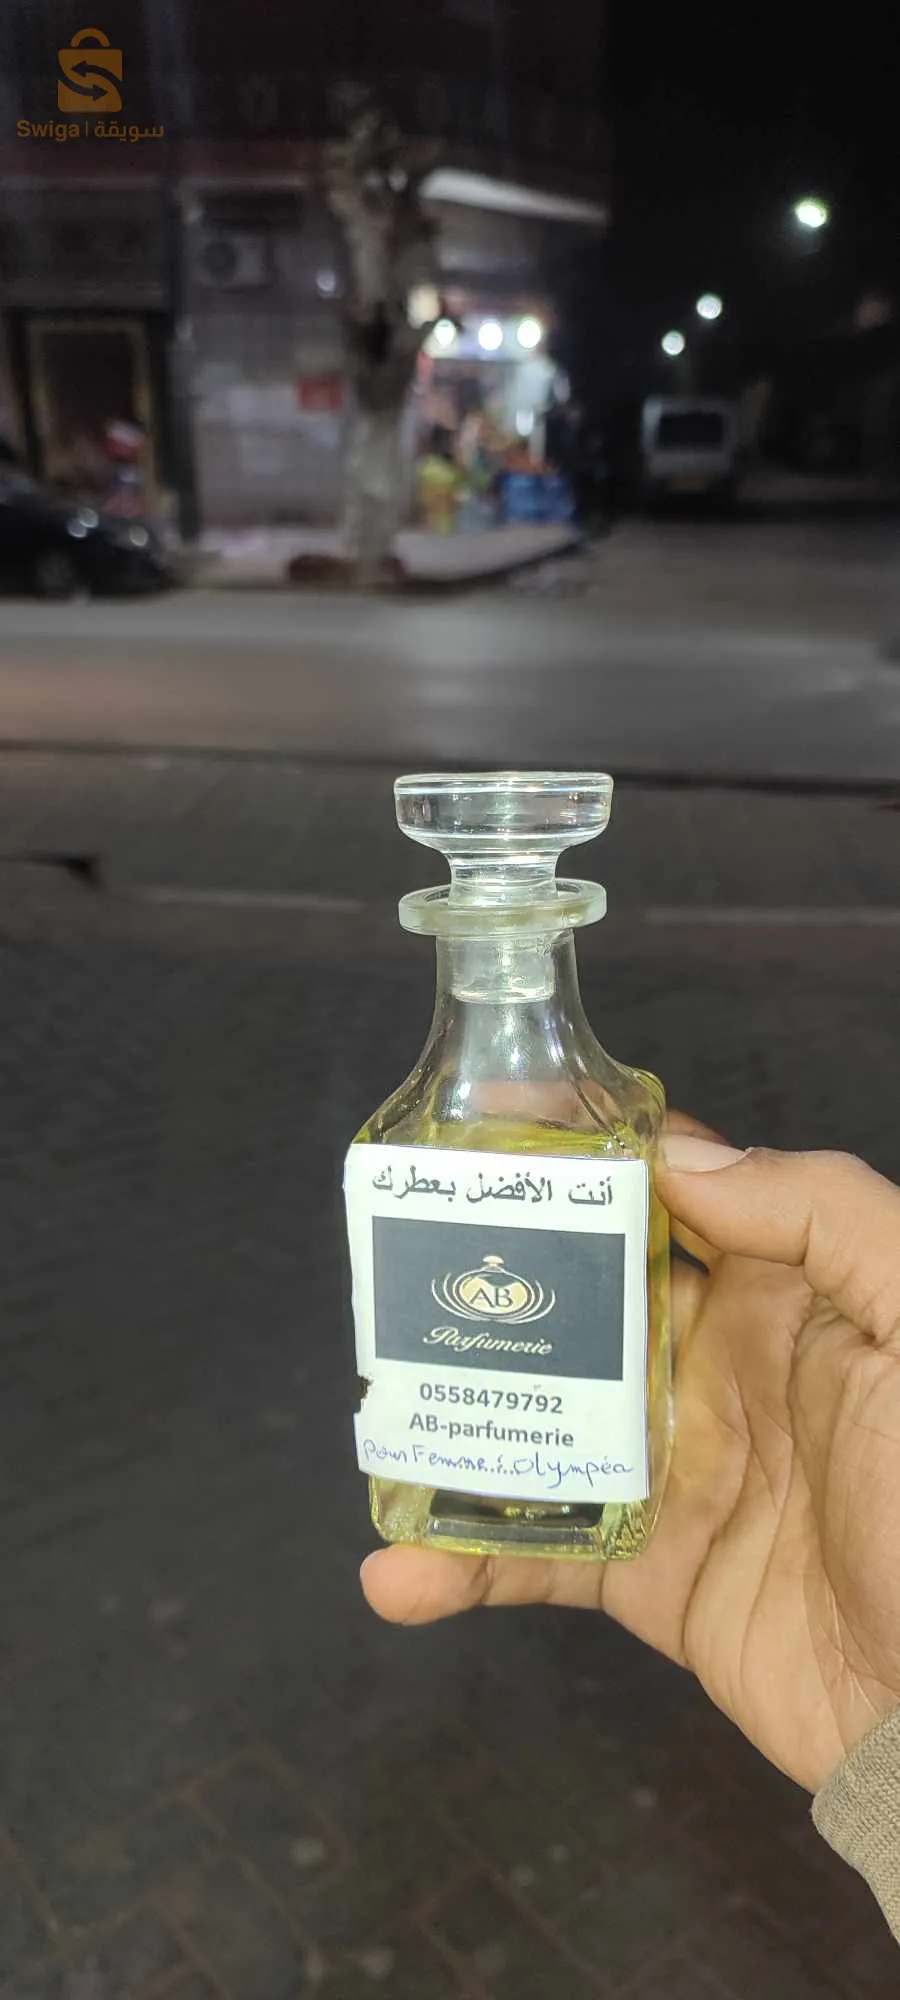 Swiga | سويقة
أنت الأفضل بعطرك
AB
Parfumerie
0558479792
AB-parfumerie
Pour Femme:...Olympéa